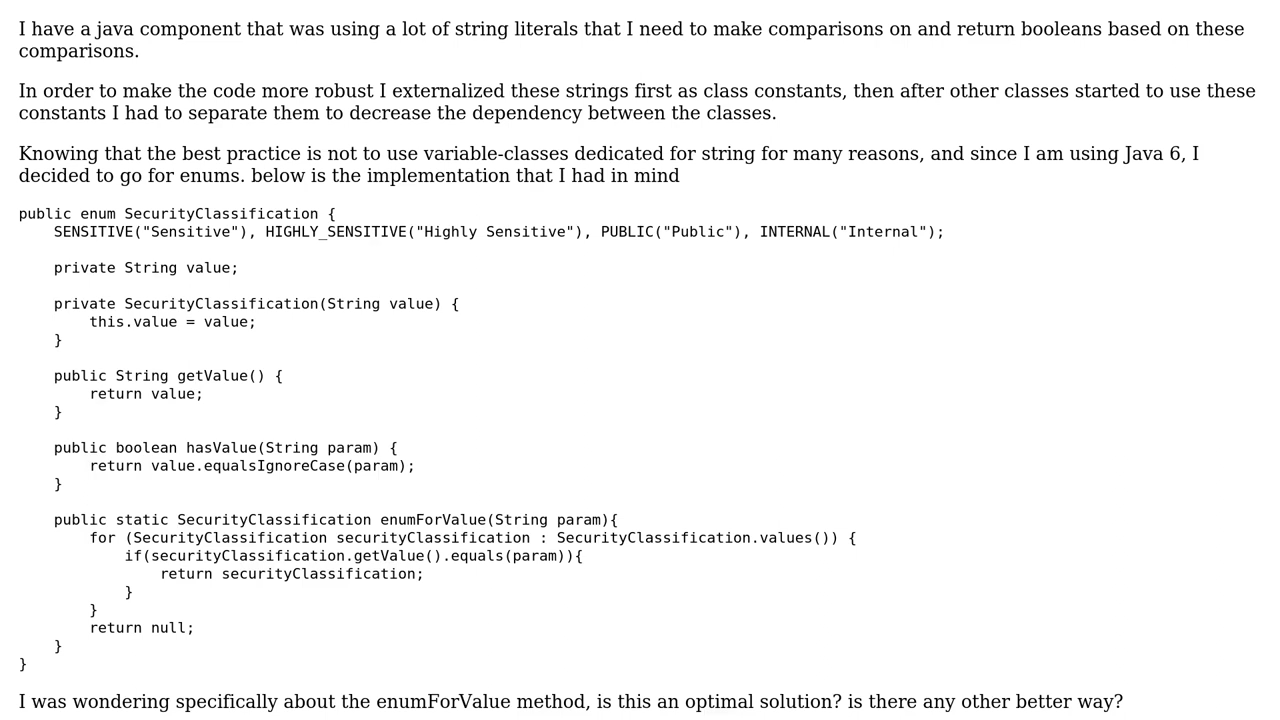 I have a java component that was using a lot of string literals that I need to make comparisons on and return booleans based on these
comparisons.
In order to make the code more robust I externalized these strings first as class constants, then after other classes started to use these
constants I had to separate them to decrease the dependency between the classes.
Knowing that the best practice is not to use variable-classes dedicated for string for many reasons, and since I am using Java 6, I
decided to go for enums. below is the implementation that I had in mind
public enum SecurityClassification {
    SENSITIVE("Sensitive"), HIGHLY_SENSITIVE("Highly Sensitive"), PUBLIC("Public"), INTERNAL("Internal");
    private String value;
    private SecurityClassification(String value) {
        this.value = value;
    }
    public String getValue() {
        return value;
    }
    public boolean hasValue(String param) {
        return value.equalsIgnoreCase(param);
    }
    public static SecurityClassification enumForValue(String param){
        for (SecurityClassification securityClassification : SecurityClassification.values()) {
            if(securityClassification.getValue().equals(param)){
                return securityClassification;
            }
        }
        return null;
    }
}
I was wondering specifically about the enumForValue method, is this an optimal solution? is there any other better way?